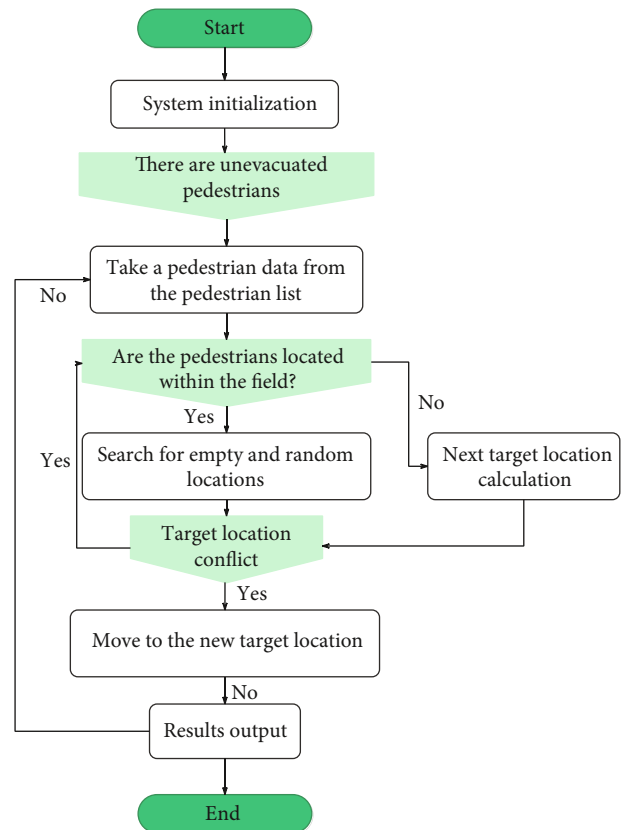 Start
System initialization
There are unevacuated
pedestrians
Take a pedestrian data from
the pedestrian list
No
Are the pedestrians located
within the field?
No
Yes
Yes
Search for empty and random
locations
Next target location
calculation
Target location
conflict
Yes
Move to the new target location
No
Results output
End